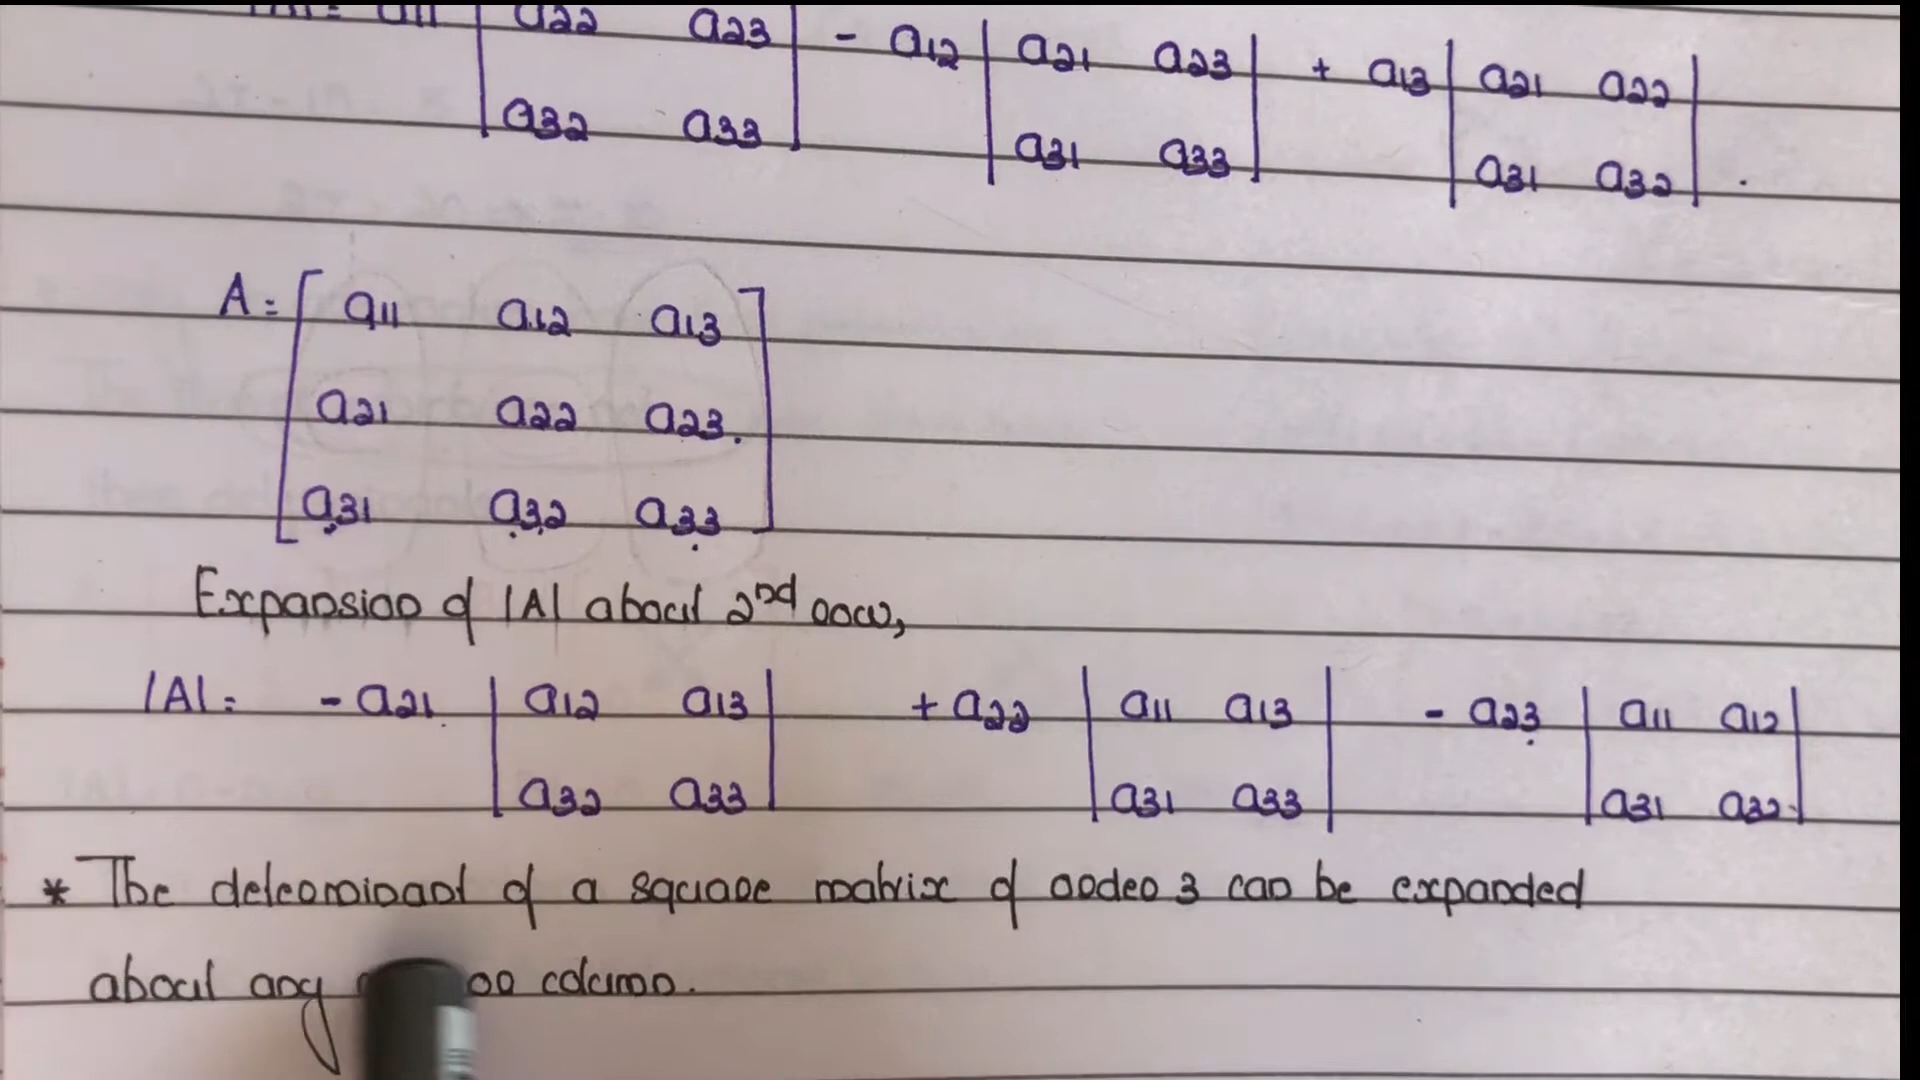 |A| = a11 | a22 a23 | - a12 | a21 a23 | + a13 | a21 a22 |
| a32 a33 | | a31 a33 | | a31 a32 | .
A = [ a11 a12 a13 ]
a21 a22 a23
a31 a32 a33
Expansion of |A| about 2nd row,
|A| = - a21 | a12 a13 | + a22 | a11 a13 | - a23 | a11 a12 |
| a32 a33 | | a31 a33 | | a31 a32 |
* The determinant of a square matrix of order 3 can be expanded
about any or column.